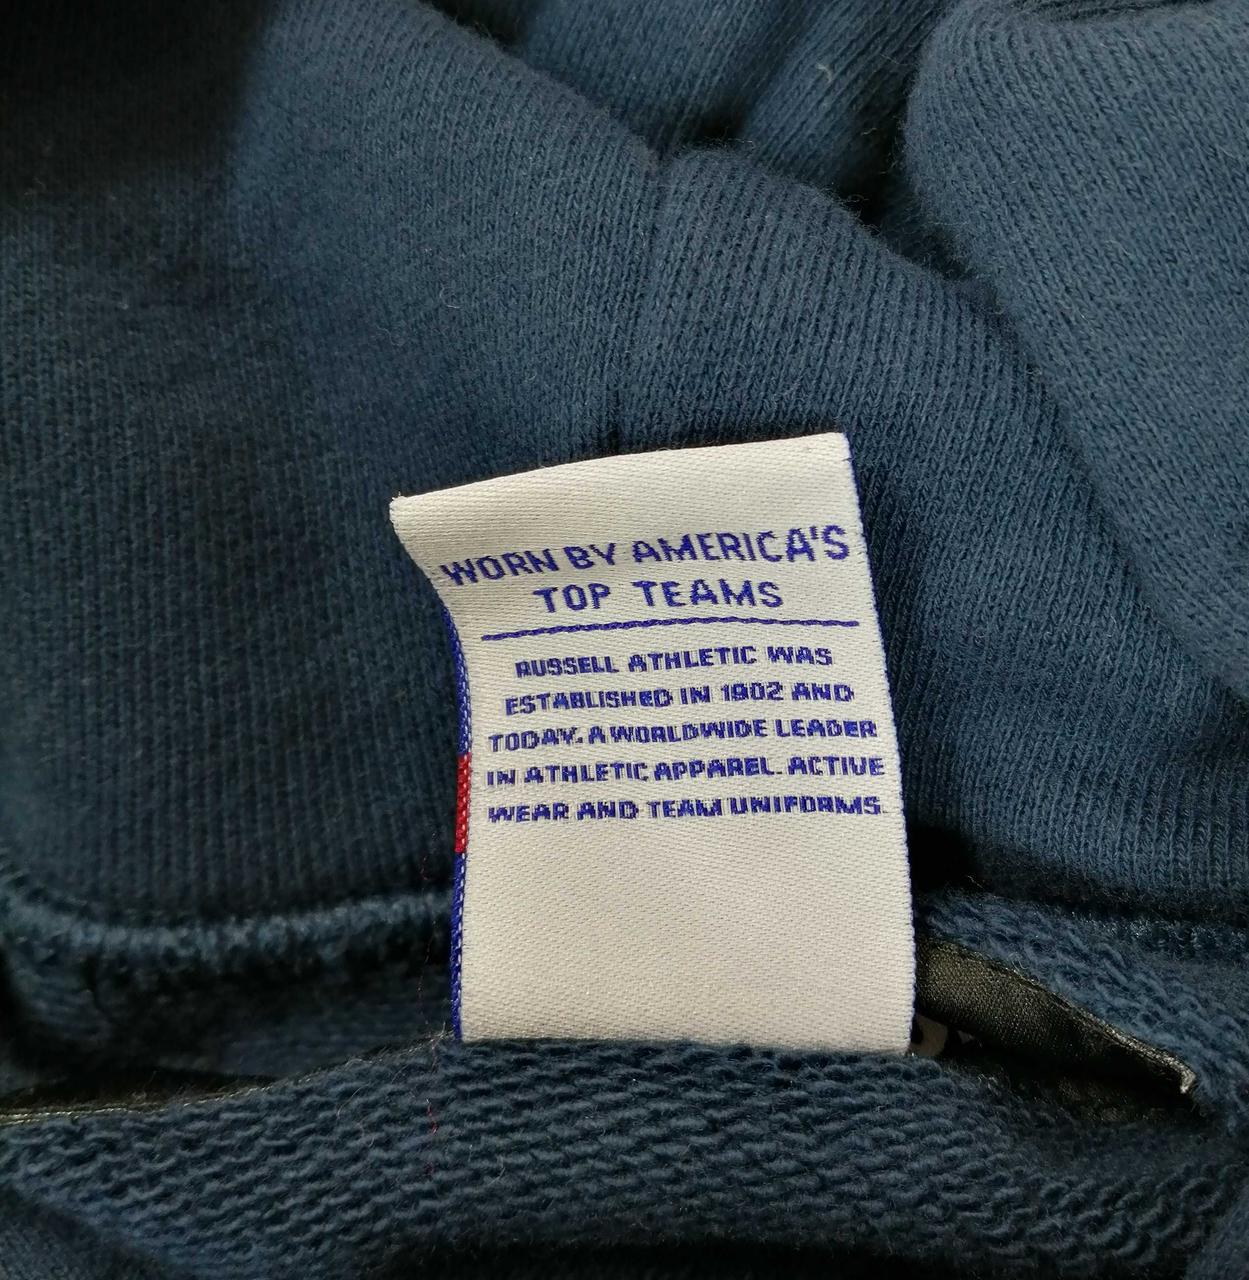 WORN BY AMERICA'S
TOP TEAMS
RUSSELL ATHLETIC WAS
ESTABLISHED IN 1902 AND
TODAY. A WORLDWIDE LEADER
IN ATHLETIC APPAREL. ACTIVE
WEAR AND TEAM UNIFORMS.